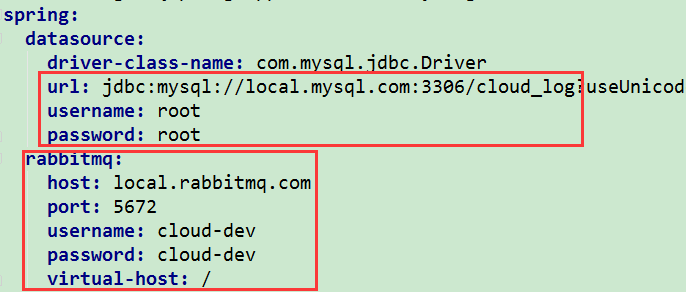 spring:
datasource:
driver-class-name: com.mysql.jdbc.Driver
url: jdbc:mysql://local.mysql.com:3306/cloud_log?useUnicod
username: root
password: root
rabbitmq:
host: local.rabbitmq.com
port: 5672
username: cloud-dev
password: cloud-dev
virtual-host: /